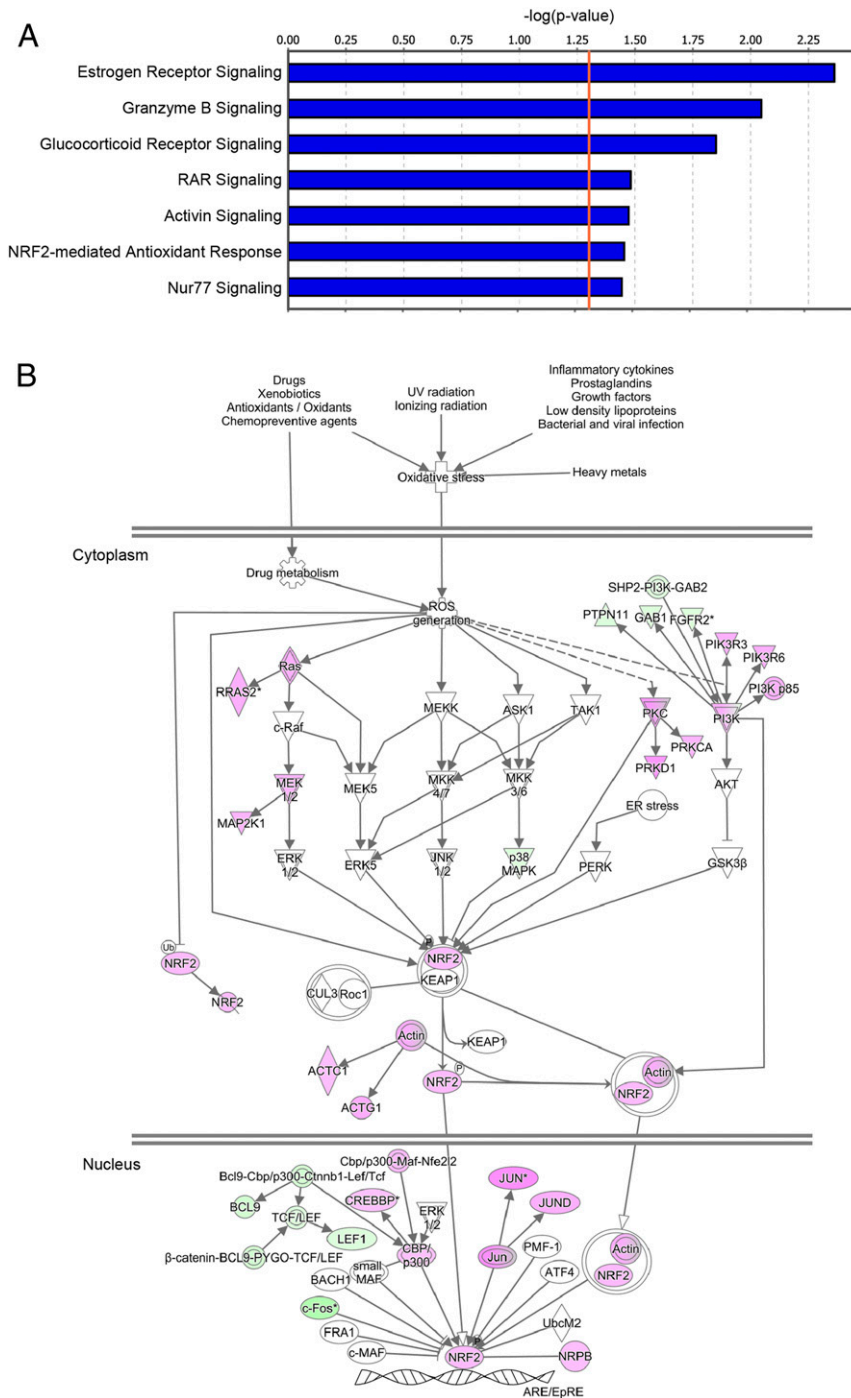 A
-log(p-value)
0.00 0.25 0.50 0.75 1.00 1.25 1.50 1.75 2.00 2.25
Estrogen Receptor Signaling
Granzyme B Signaling
Glucocorticoid Receptor Signaling
RAR Signaling
Activin Signaling
NRF2-mediated Antioxidant Response
Nur77 Signaling
B
Drugs
Xenobiotics
Antioxidants / Oxidants
Chemopreventive agents
UV radiation
Ionizing radiation
Inflammatory cytokines
Prostaglandins
Growth factors
Low density lipoproteins
Bacterial and viral infection
Oxidative stress
Heavy metals
Cytoplasm
Drug metabolism
ROS
generation
SHP2-PI3K-GAB2
PTPN11
GAB1
FGFR2*
PIK3R3
PIK3R6
PI3K p85
Ras
RRAS2*
c-Raf
MEKK
ASK1
TAK1
PKC
PI3K
PRKCA
PRKD1
MEK
1/2
MAP2K1
MEK5
MKK
4/7
MKK
3/6
AKT
ER stress
ERK
1/2
ERK5
JNK
1/2
p38
MAPK
PERK
GSK3β
Ub
NRF2
NRF2
P
NRF2
KEAP1
CUL3
Roc1
Actin
KEAP1
ACTC1
NRF2
P
ACTG1
Actin
NRF2
Nucleus
Cbp/p300-Maf-Nfe2l2
Bcl9-Cbp/p300-Ctnnb1-Lef/Tcf
BCL9
CREBBP*
ERK
1/2
JUN*
JUND
TCF/LEF
LEF1
β-catenin-BCL9-PYGO-TCF/LEF
CBP/
p300
Jun
PMF-1
Actin
NRF2
small
MAF
BACH1
ATF4
c-Fos*
UbcM2
FRA1
c-MAF
P
NRF2
NRPB
ARE/EpRE